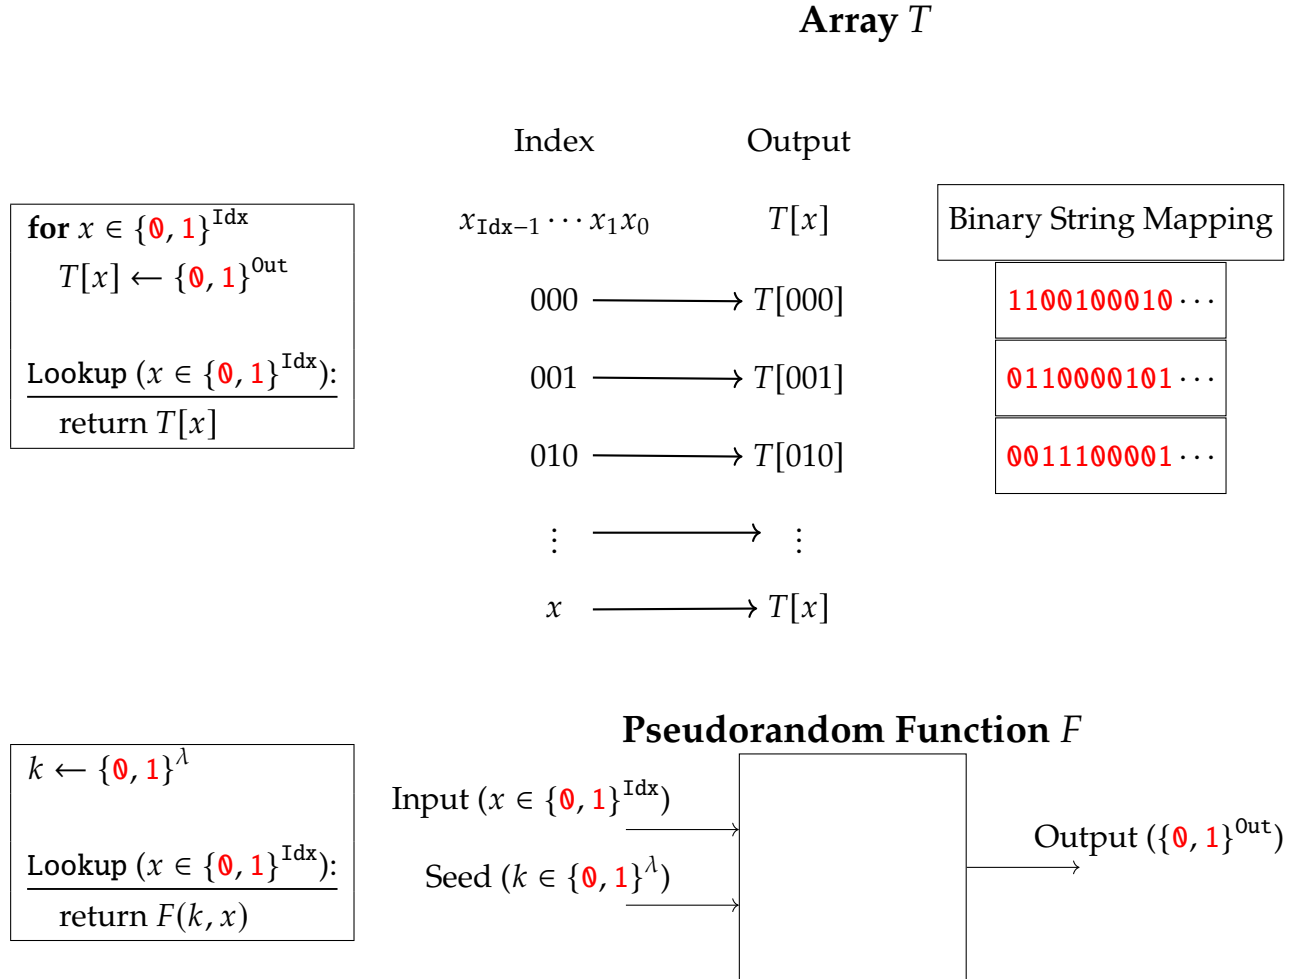 Array T
Index Output
for x ∈ {0, 1}^Idx
T[x] ← {0, 1}^Out
Lookup (x ∈ {0, 1}^Idx):
return T[x]
x_Idx−1 ⋯ x_1x_0 T[x] Binary String Mapping
000 T[000] 1100100010 ⋯
001 T[001] 0110000101 ⋯
010 T[010] 0011100001 ⋯
⋮ ⋮
x T[x]
Pseudorandom Function F
k ← {0, 1}^λ
Lookup (x ∈ {0, 1}^Idx):
return F(k, x)
Input (x ∈ {0, 1}^Idx)
Seed (k ∈ {0, 1}^λ)
Output ({0, 1}^Out)